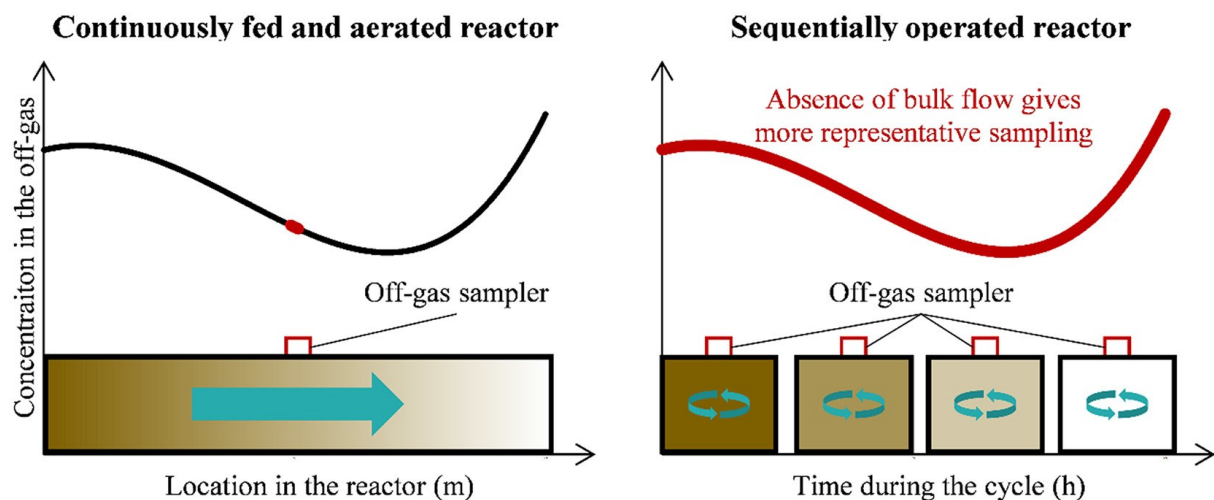 Continuously fed and aerated reactor
Concentraiton in the off-gas
Off-gas sampler
Location in the reactor (m)
Sequentially operated reactor
Absence of bulk flow gives
more representative sampling
Off-gas sampler
Time during the cycle (h)